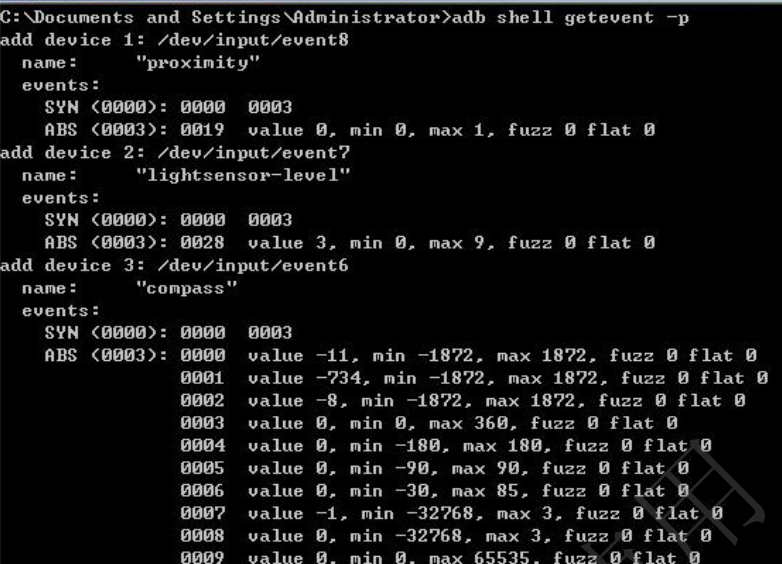 C:\Documents and Settings\Administrator>adb shell getevent -p
add device 1: /dev/input/event8
name: "proximity"
events:
SYN (0000): 0000 0003
ABS (0003): 0019 value 0, min 0, max 1, fuzz 0 flat 0
add device 2: /dev/input/event7
name: "lightsensor-level"
events:
SYN (0000): 0000 0003
ABS (0003): 0028 value 3, min 0, max 9, fuzz 0 flat 0
add device 3: /dev/input/event6
name: "compass"
events:
SYN (0000): 0000 0003
ABS (0003): 0000 value -11, min -1872, max 1872, fuzz 0 flat 0
0001 value -734, min -1872, max 1872, fuzz 0 flat 0
0002 value -8, min -1872, max 1872, fuzz 0 flat 0
0003 value 0, min 0, max 360, fuzz 0 flat 0
0004 value 0, min -180, max 180, fuzz 0 flat 0
0005 value 0, min -90, max 90, fuzz 0 flat 0
0006 value 0, min -30, max 85, fuzz 0 flat 0
0007 value -1, min -32768, max 3, fuzz 0 flat 0
0008 value 0, min -32768, max 3, fuzz 0 flat 0
0009 value 0, min 0, max 65535, fuzz 0 flat 0